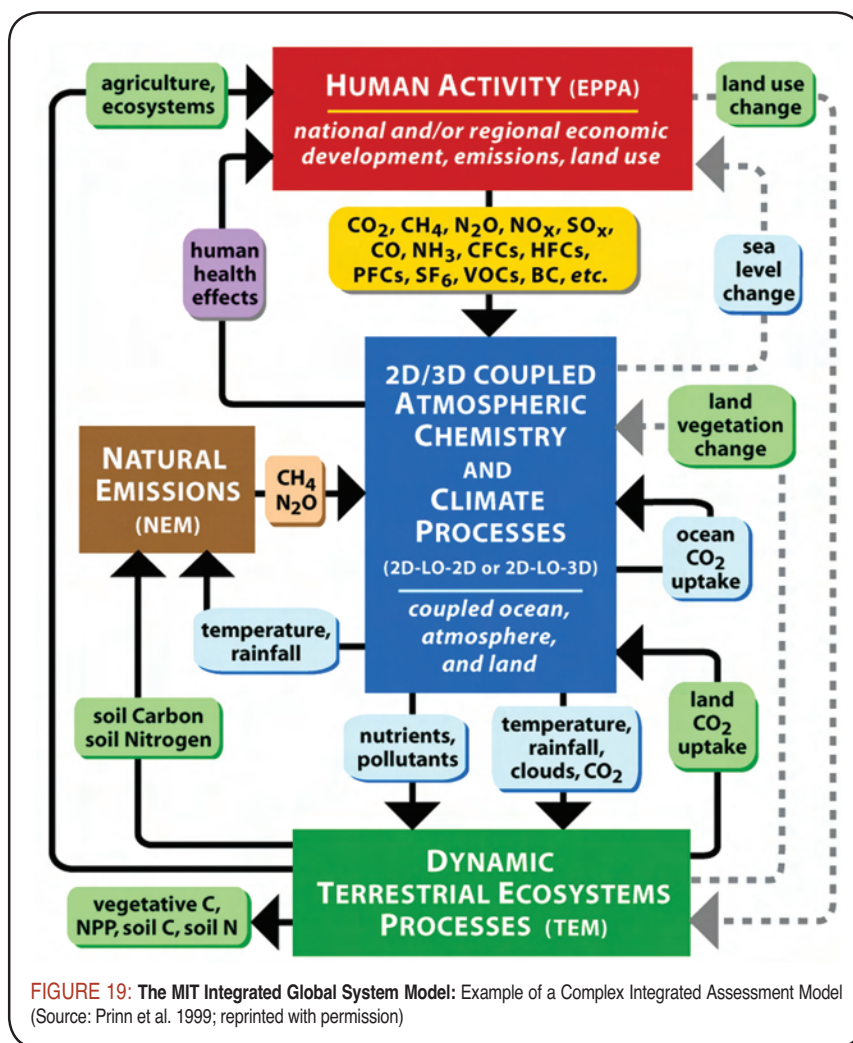 agriculture,
ecosystems
HUMAN ACTIVITY (EPPA)
national and/or regional economic
development, emissions, land use
land use
change
human
health
effects
CO₂, CH₄, N₂O, NOₓ, SOₓ,
CO, NH₃, CFCs, HFCs,
PFCs, SF₆, VOCs, BC, etc.
sea
level
change
2D/3D COUPLED
ATMOSPHERIC
CHEMISTRY
AND
CLIMATE
PROCESSES
(2D-LO-2D or 2D-LO-3D)
coupled ocean,
atmosphere,
and land
land
vegetation
change
NATURAL
EMISSIONS
(NEM)
CH₄
N₂O
ocean
CO₂
uptake
temperature,
rainfall
soil Carbon
soil Nitrogen
nutrients,
pollutants
temperature,
rainfall,
clouds, CO₂
land
CO₂
uptake
DYNAMIC
TERRESTRIAL ECOSYSTEMS
PROCESSES (TEM)
vegetative C,
NPP, soil C, soil N
FIGURE 19: The MIT Integrated Global System Model: Example of a Complex Integrated Assessment Model
(Source: Prinn et al. 1999; reprinted with permission)